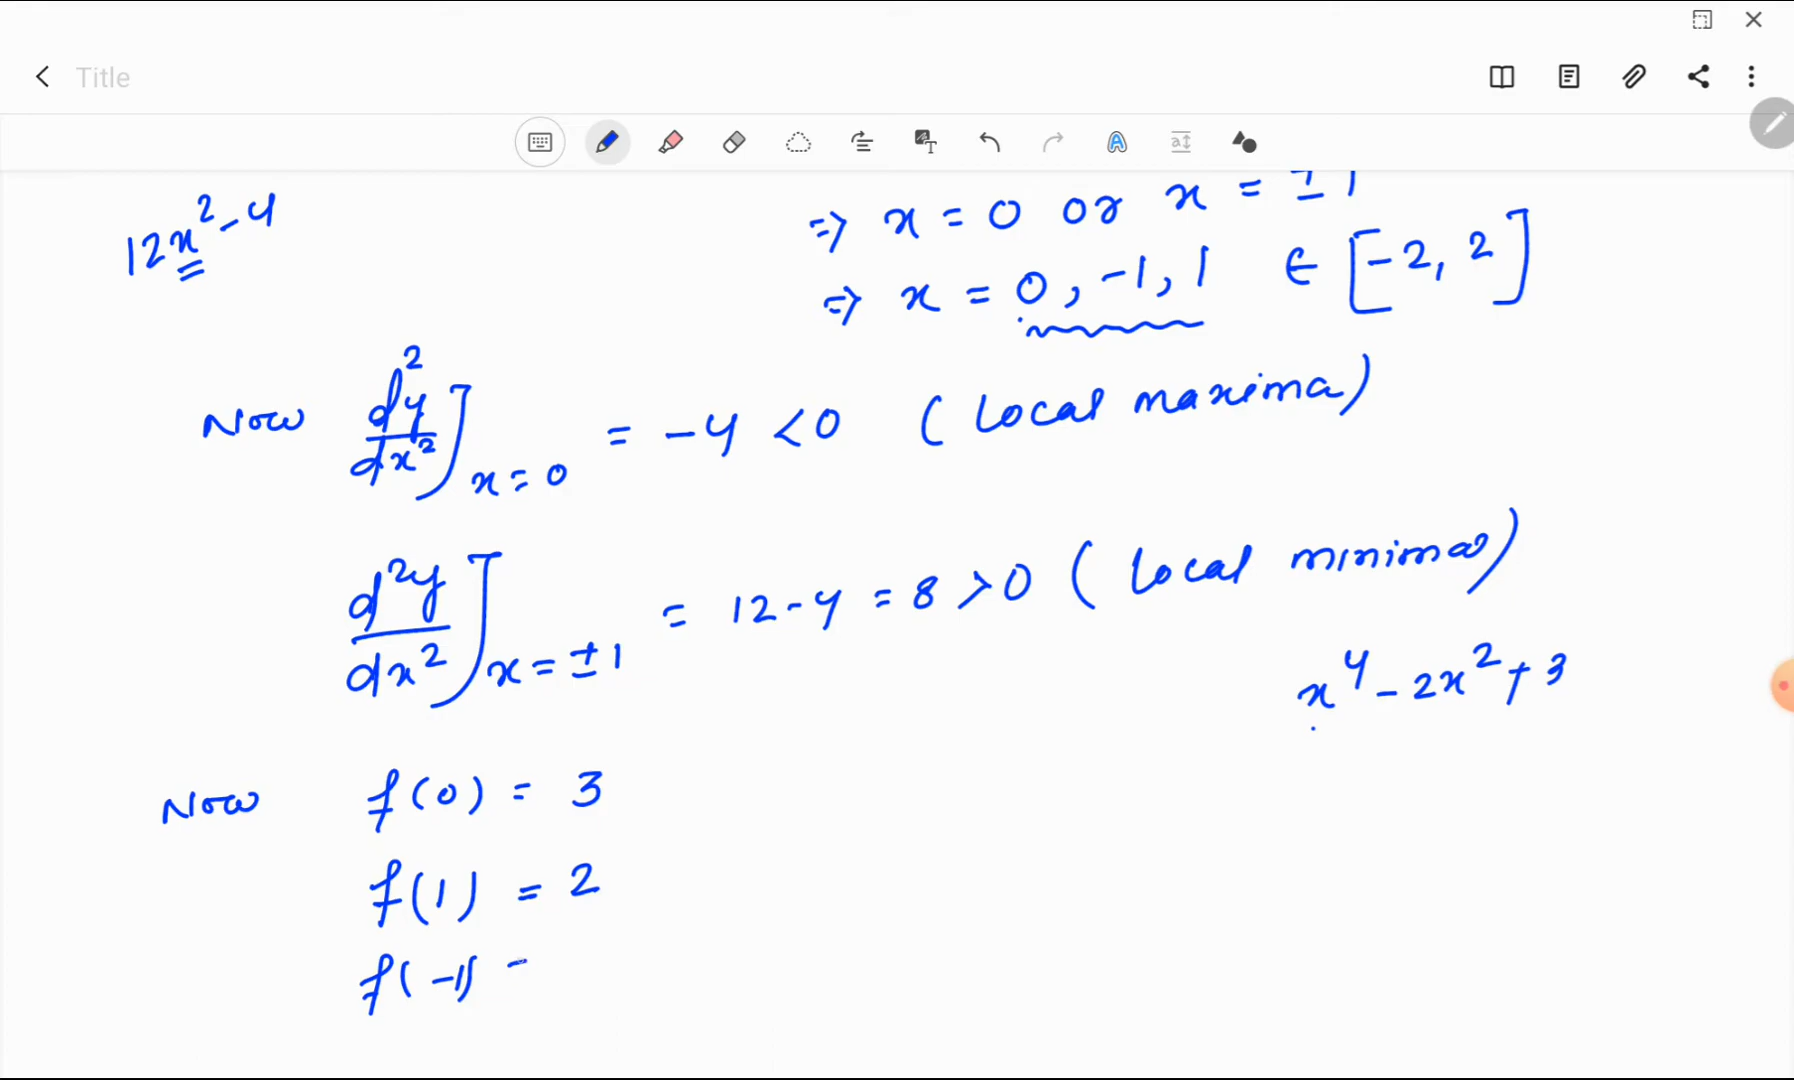 Title
⇒ x = 0 or x = ±1
12x² - 4
⇒ x = 0, -1, 1 ∈ [-2, 2]
Now d²y/dx²]x=0 = -4 < 0 (Local maxima)
d²y/dx²]x=±1 = 12-4 = 8 > 0 (Local minima)
x⁴ - 2x² + 3
Now f(0) = 3
f(1) = 2
f(-1) -